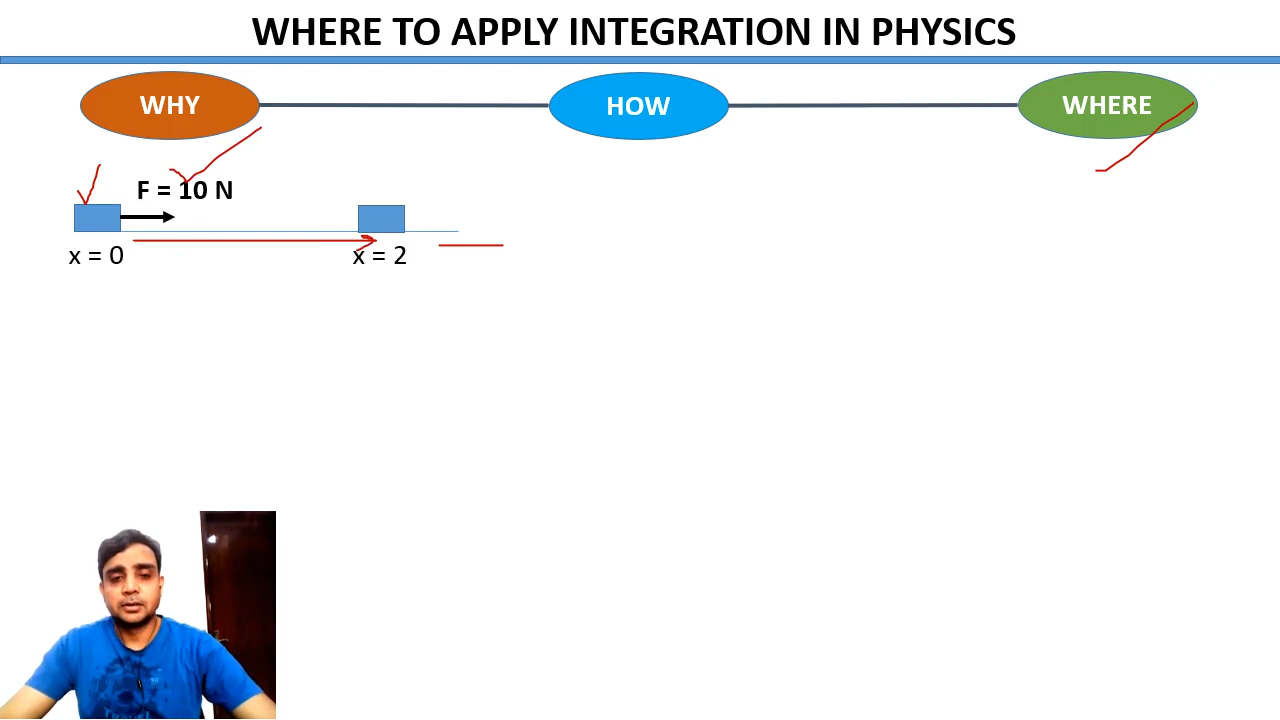 WHERE TO APPLY INTEGRATION IN PHYSICS
WHY HOW WHERE
F = 10 N
x = 0 x = 2